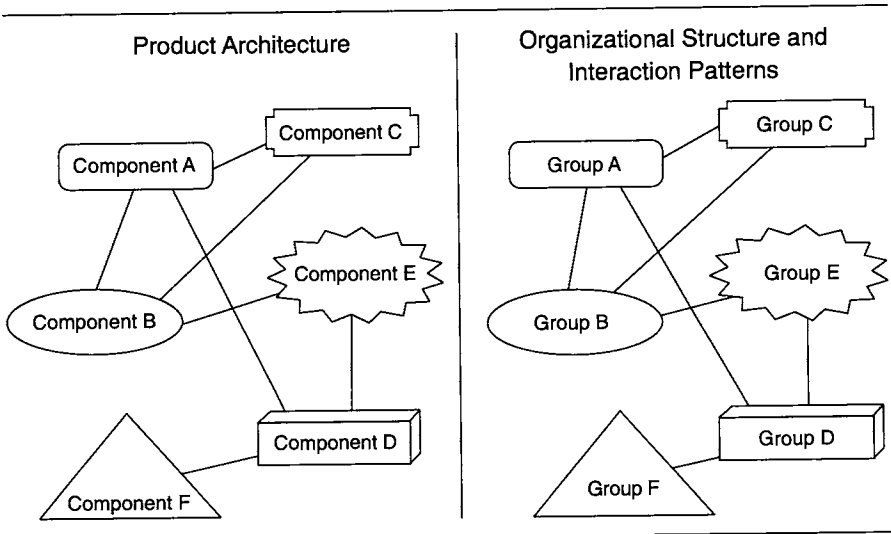 Product Architecture
Component A
Component C
Component B
Component E
Component D
Component F
Organizational Structure and
Interaction Patterns
Group A
Group C
Group B
Group E
Group D
Group F